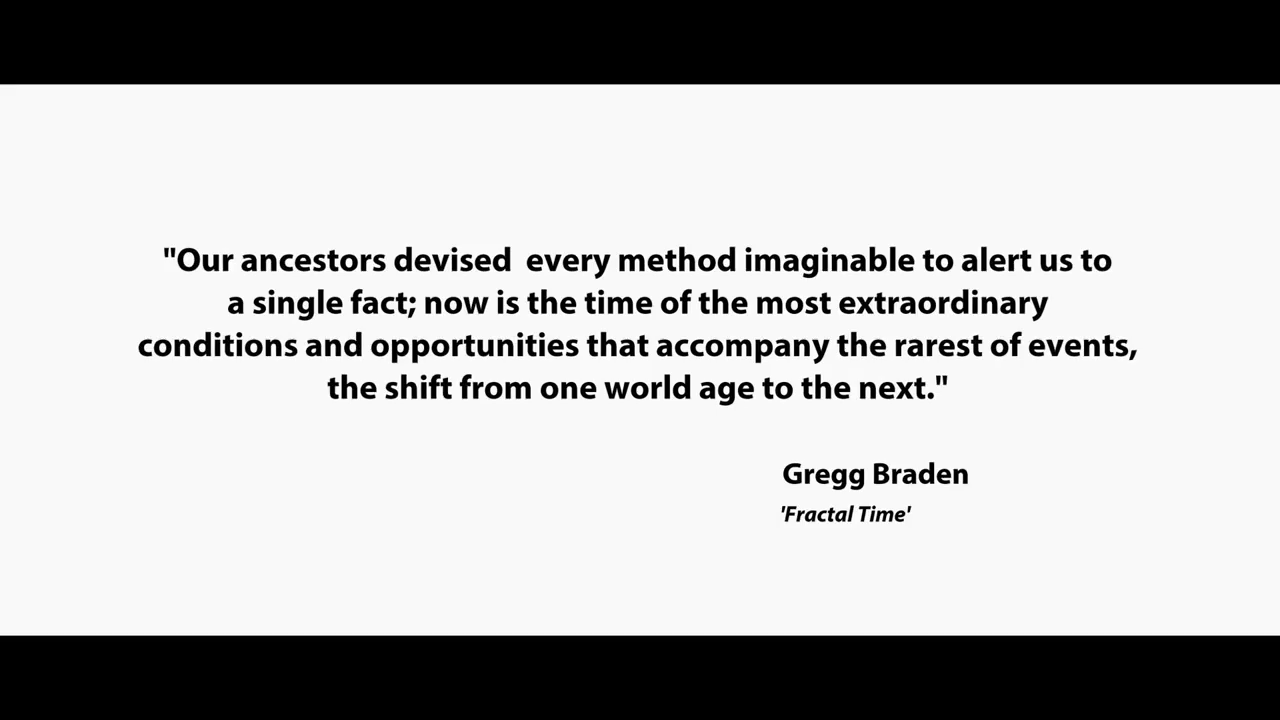 "Our ancestors devised  every method imaginable to alert us to
a single fact; now is the time of the most extraordinary
conditions and opportunities that accompany the rarest of events,
the shift from one world age to the next."
Gregg Braden
'Fractal Time'